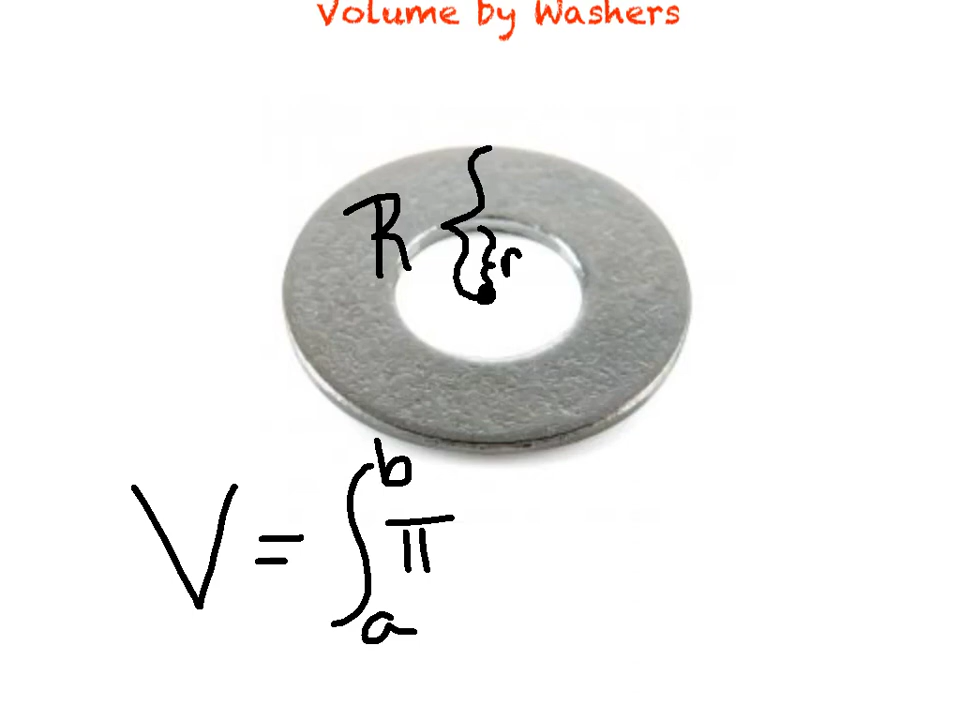 Volume by Washers
R
r
V = ∫_a^b π